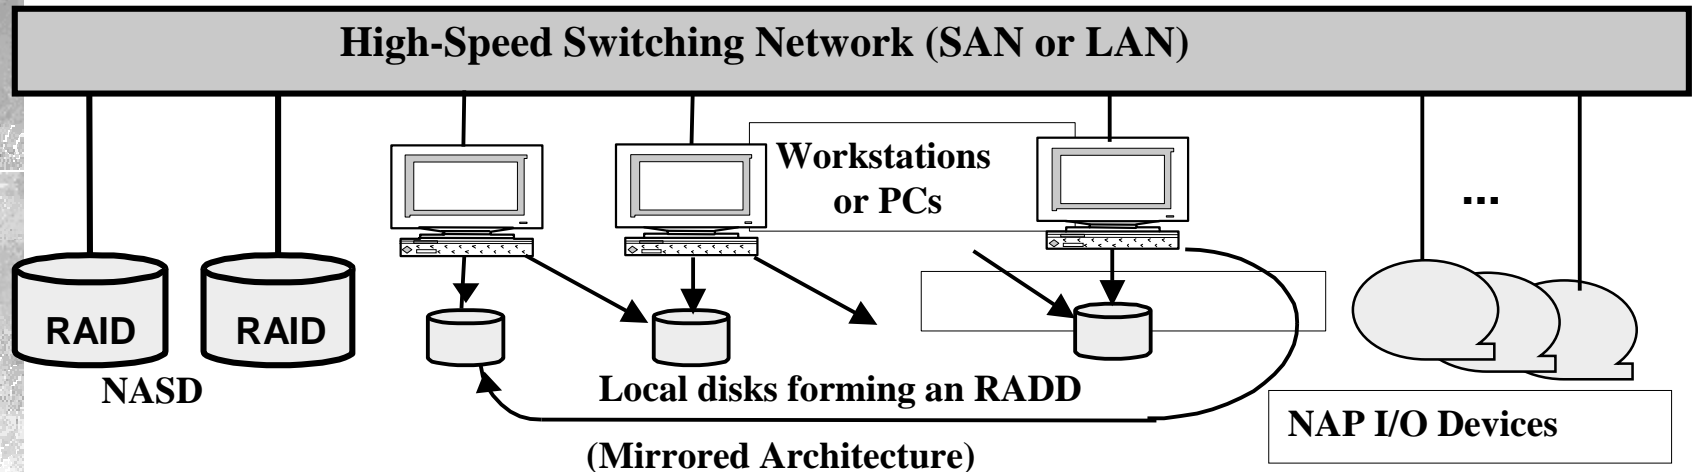 High-Speed Switching Network (SAN or LAN)
Workstations
or PCs
...
RAID
RAID
NASD
Local disks forming an RADD
NAP I/O Devices
(Mirrored Architecture)